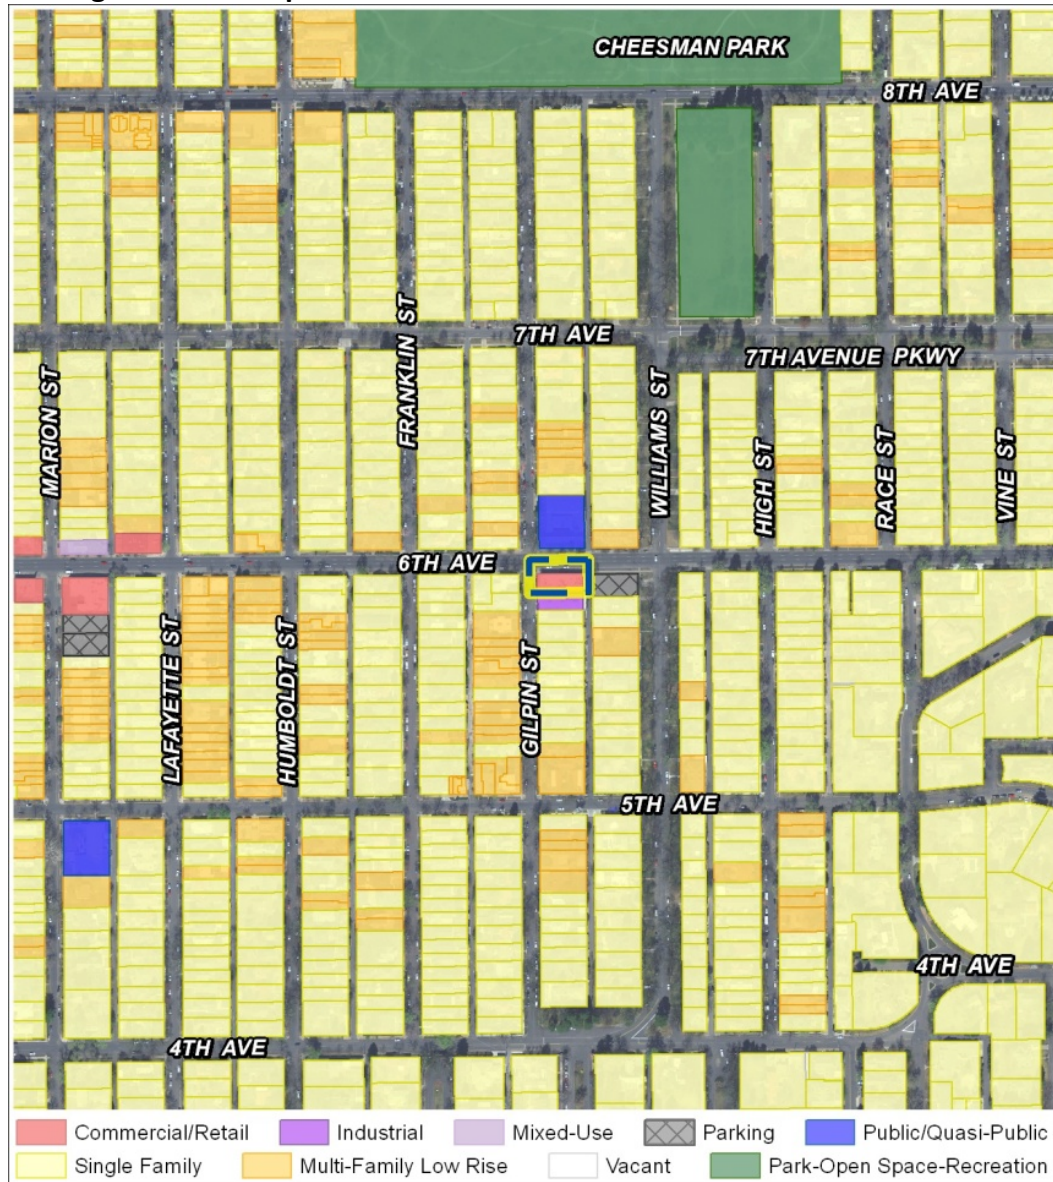 CHEESMAN PARK
8TH AVE
FRANKLIN ST
7TH AVE
7TH AVENUE PKWY
MARION ST
WILLIAMS ST
HIGH ST
RACE ST
VINE ST
6TH AVE
LAFAYETTE ST
HUMBOLDT ST
GILPIN ST
5TH AVE
4TH AVE
4TH AVE
Commercial/Retail Industrial Mixed-Use Parking Public/Quasi-Public
Single Family Multi-Family Low Rise Vacant Park-Open Space-Recreation